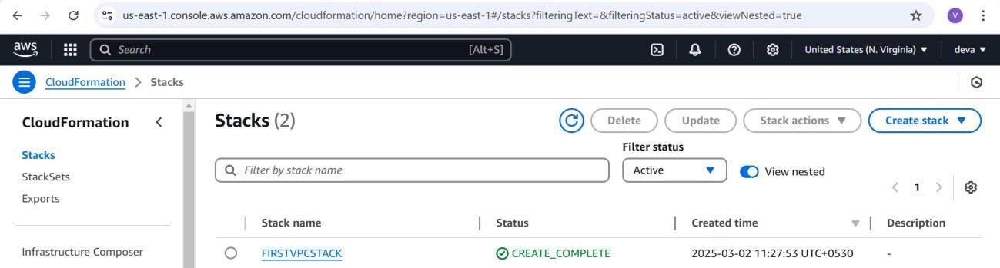 us-east-1.console.aws.amazon.com/cloudformation/home?region=us-east-1#/stacks?filteringText=&filteringStatus=active&viewNested=true
V
aws
Search [Alt+S]
United States (N. Virginia)
deva
CloudFormation
Stacks
CloudFormation
Stacks
StackSets
Exports
Infrastructure Composer
Stacks (2)
Delete
Update
Stack actions
Create stack
Filter status
Filter by stack name
Active
View nested
1
Stack name Status Created time Description
FIRSTVPCSTACK CREATE_COMPLETE 2025-03-02 11:27:53 UTC+0530 -